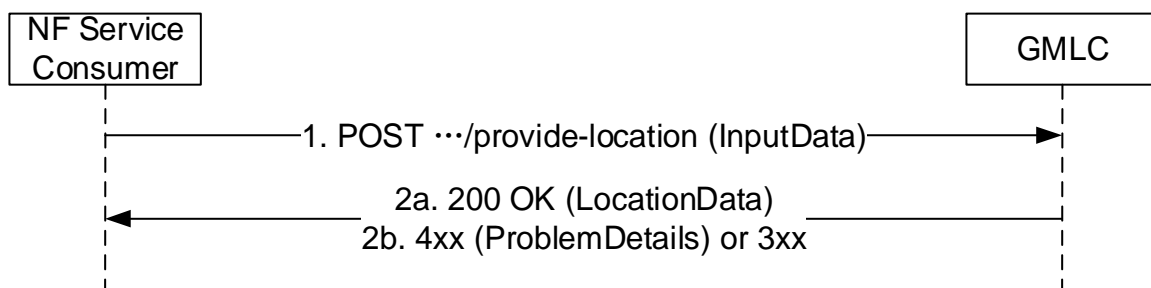 NF Service
Consumer
GMLC
1. POST ···/provide-location (InputData)
2a. 200 OK (LocationData)
2b. 4xx (ProblemDetails) or 3xx